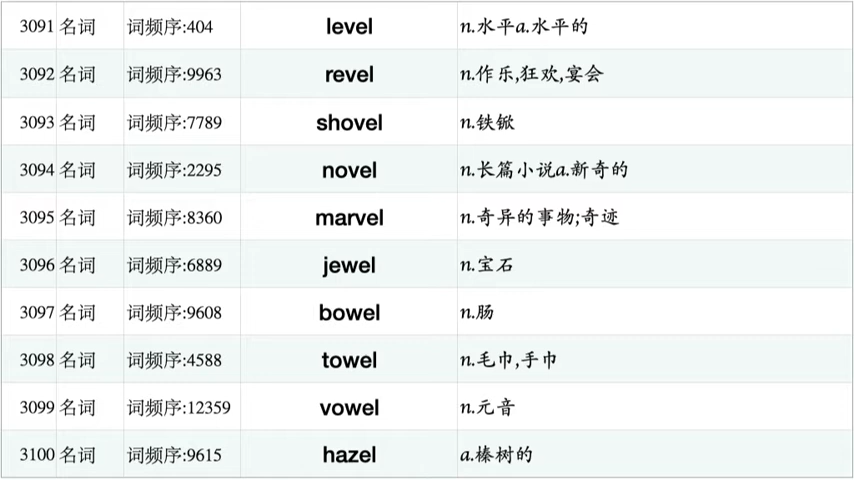 3091 名词 词频序:404 level n.水平a.水平的
3092 名词 词频序:9963 revel n.作乐,狂欢,宴会
3093 名词 词频序:7789 shovel n.铁锨
3094 名词 词频序:2295 novel n.长篇小说a.新奇的
3095 名词 词频序:8360 marvel n.奇异的事物;奇迹
3096 名词 词频序:6889 jewel n.宝石
3097 名词 词频序:9608 bowel n.肠
3098 名词 词频序:4588 towel n.毛巾,手巾
3099 名词 词频序:12359 vowel n.元音
3100 名词 词频序:9615 hazel a.榛树的